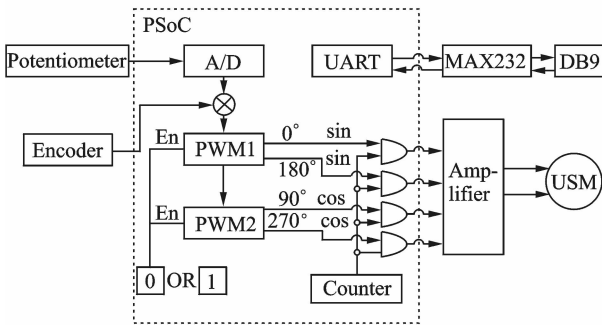 PSoC
Potentiometer
A/D
UART
MAX232
DB9
Encoder
En
PWM1
0° sin
180° sin
En
PWM2
90° cos
270° cos
Amp-
lifier
USM
0 OR 1
Counter